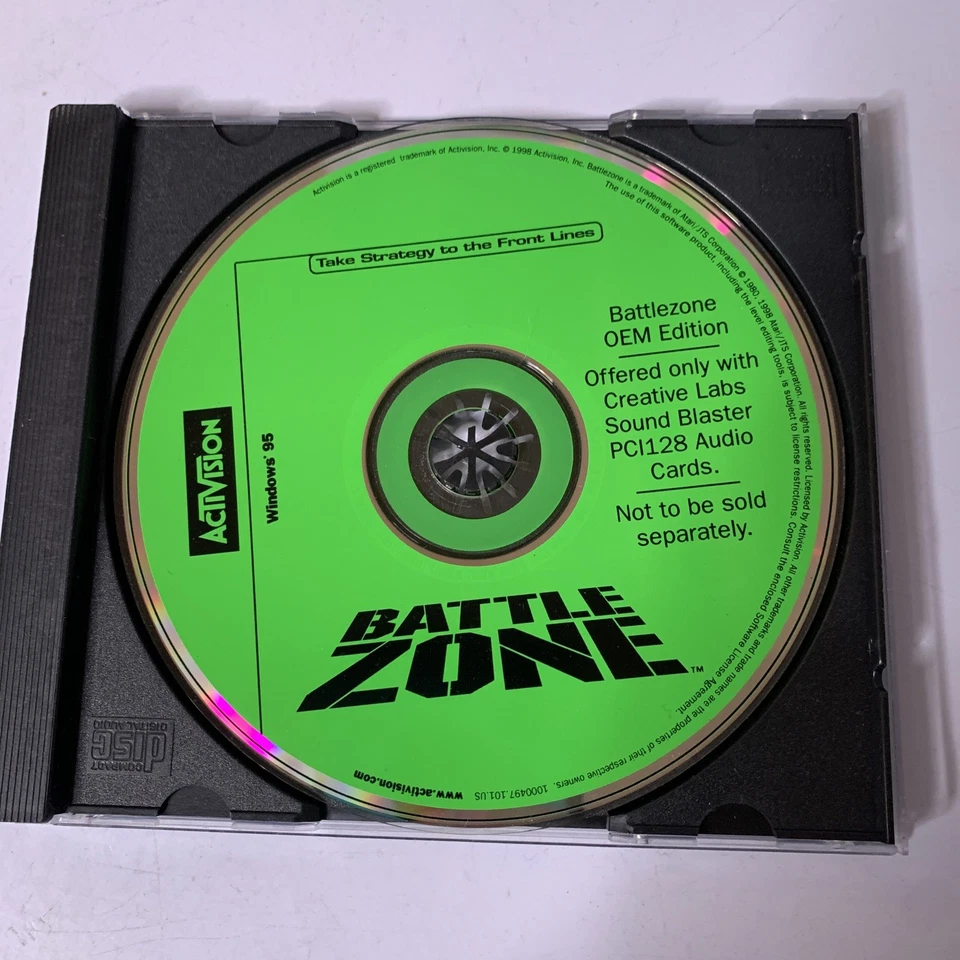 Activision is a registered trademark of Activision, Inc. © 1998 Activision, Inc. Battlezone is a trademark of Atari/JTS Corporation © 1980, 1998 Atari/JTS Corporation. All rights reserved. Licensed by Activision. All other trademarks and trade names are the properties of their respective owners. 1000497.101.US
The use of this software product, including the level editing tools, is subject to license restrictions. Consult the enclosed Software License Agreement.
Take Strategy to the Front Lines
Battlezone
OEM Edition
Offered only with
Creative Labs
Sound Blaster
PCI128 Audio
Cards.
Not to be sold
separately.
ACTIVISION
Windows® 95
BATTLE
ZONE™
www.activision.com
COMPACT
disc
DIGITAL AUDIO